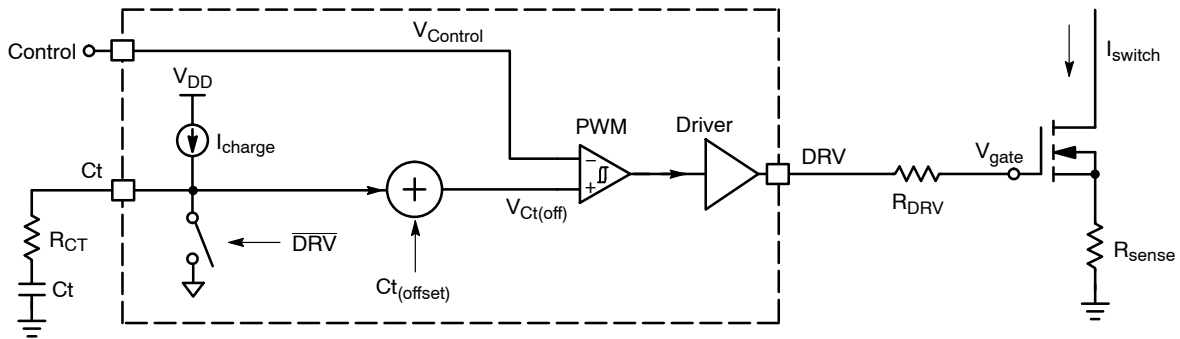 Control
V_Control
V_DD
I_charge
Ct
R_CT
Ct
DRV
Ct_(offset)
V_Ct(off)
PWM
−
+
Driver
DRV
R_DRV
V_gate
I_switch
R_sense